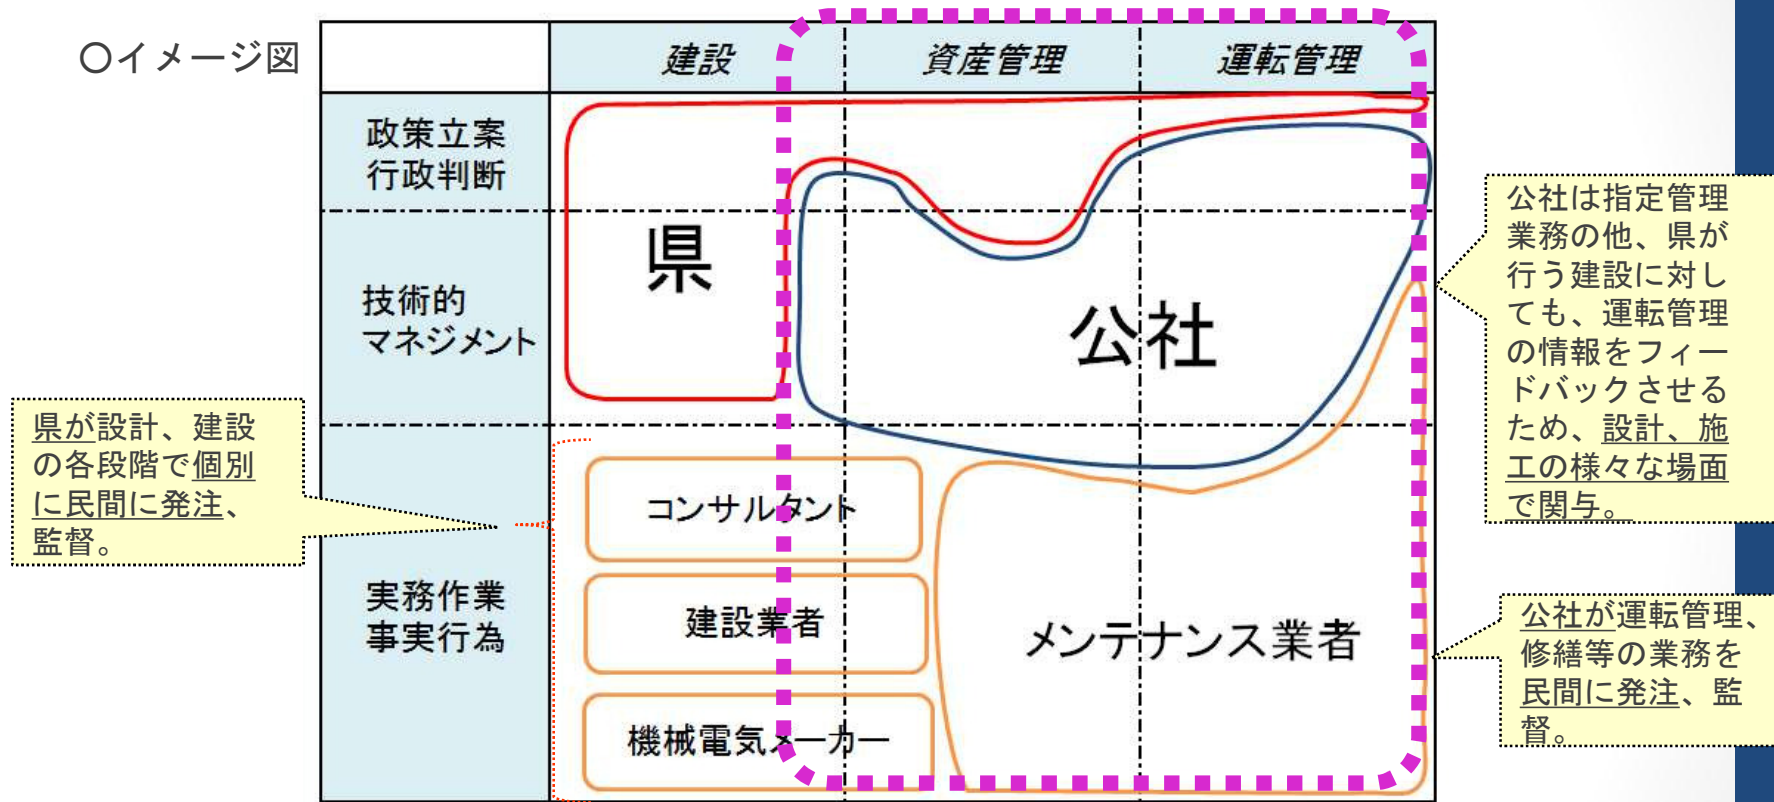 〇イメージ図
建設
資産管理
運転管理
政策立案
行政判断
県
技術的
マネジメント
公社
実務作業
事実行為
コンサルタント
建設業者
機械電気メーカー
メンテナンス業者
県が設計、建設
の各段階で個別
に民間に発注、
監督。
公社は指定管理
業務の他、県が
行う建設に対し
ても、運転管理
の情報をフィー
ドバックさせる
ため、設計、施
工の様々な場面
で関与。
公社が運転管理、
修繕等の業務を
民間に発注、監
督。